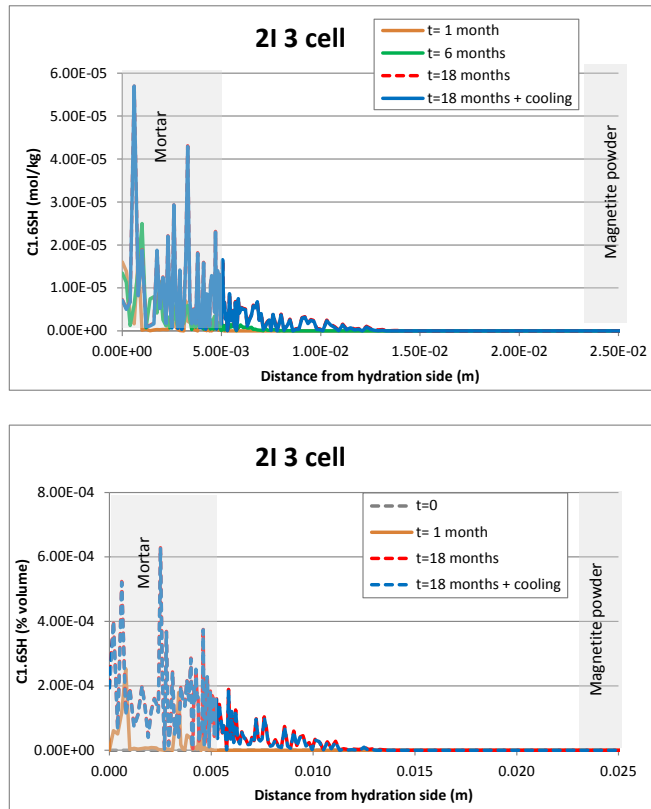 2I 3 cell
t= 1 month
t= 6 months
t=18 months
t=18 months + cooling
6.00E-05
5.00E-05
4.00E-05
3.00E-05
2.00E-05
1.00E-05
0.00E+00
C1.6SH (mol/kg)
Mortar
Magnetite powder
0.00E+00 5.00E-03 1.00E-02 1.50E-02 2.00E-02 2.50E-02
Distance from hydration side (m)
2I 3 cell
t=0
t= 1 month
t=18 months
t=18 months + cooling
8.00E-04
6.00E-04
4.00E-04
2.00E-04
0.00E+00
C1.6SH (% volume)
Mortar
Magnetite powder
0.000 0.005 0.010 0.015 0.020 0.025
Distance from hydration side (m)